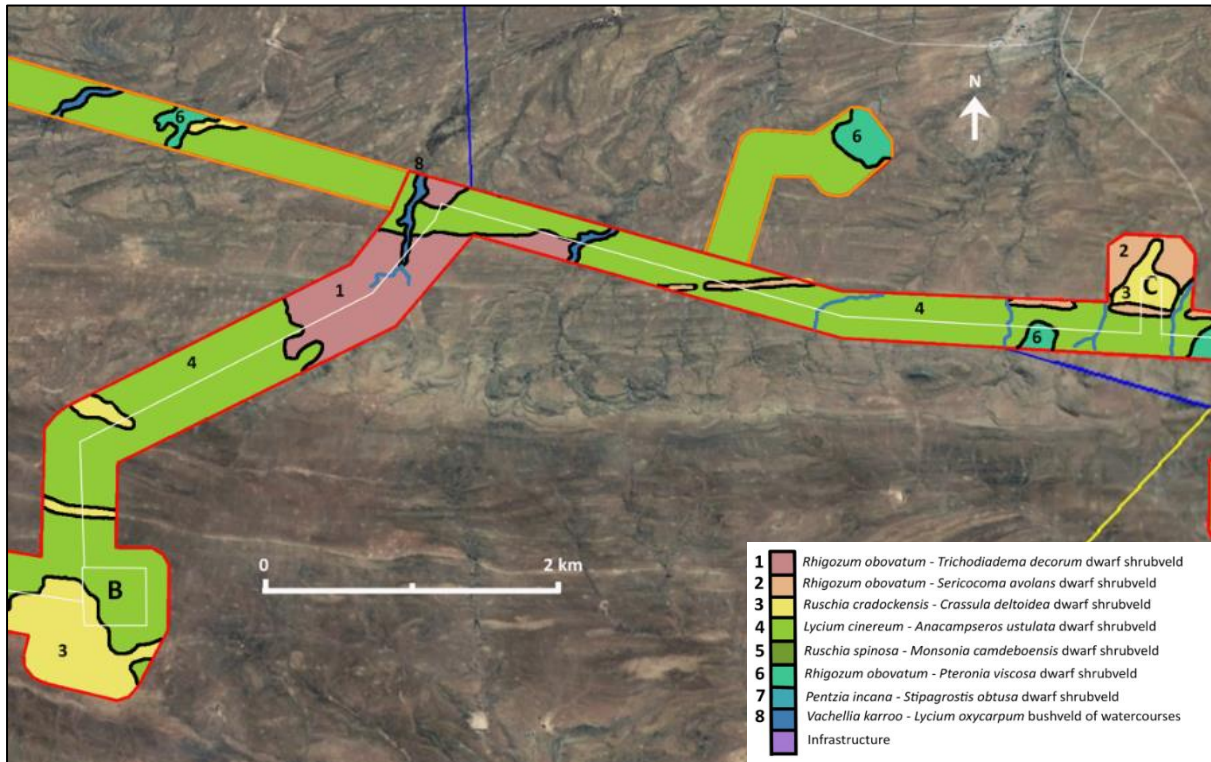 6
8
N
6
2
C
3
1
4
4
6
0
2 km
B
3
1 Rhigozum obovatum - Trichodiadema decorum dwarf shrubveld
2 Rhigozum obovatum - Sericocoma avolans dwarf shrubveld
3 Ruschia cradockensis - Crassula deltoidea dwarf shrubveld
4 Lycium cinereum - Anacampseros ustulata dwarf shrubveld
5 Ruschia spinosa - Monsonia camdeboensis dwarf shrubveld
6 Rhigozum obovatum - Pteronia viscosa dwarf shrubveld
7 Pentzia incana - Stipagrostis obtusa dwarf shrubveld
8 Vachellia karroo - Lycium oxycarpum bushveld of watercourses
Infrastructure